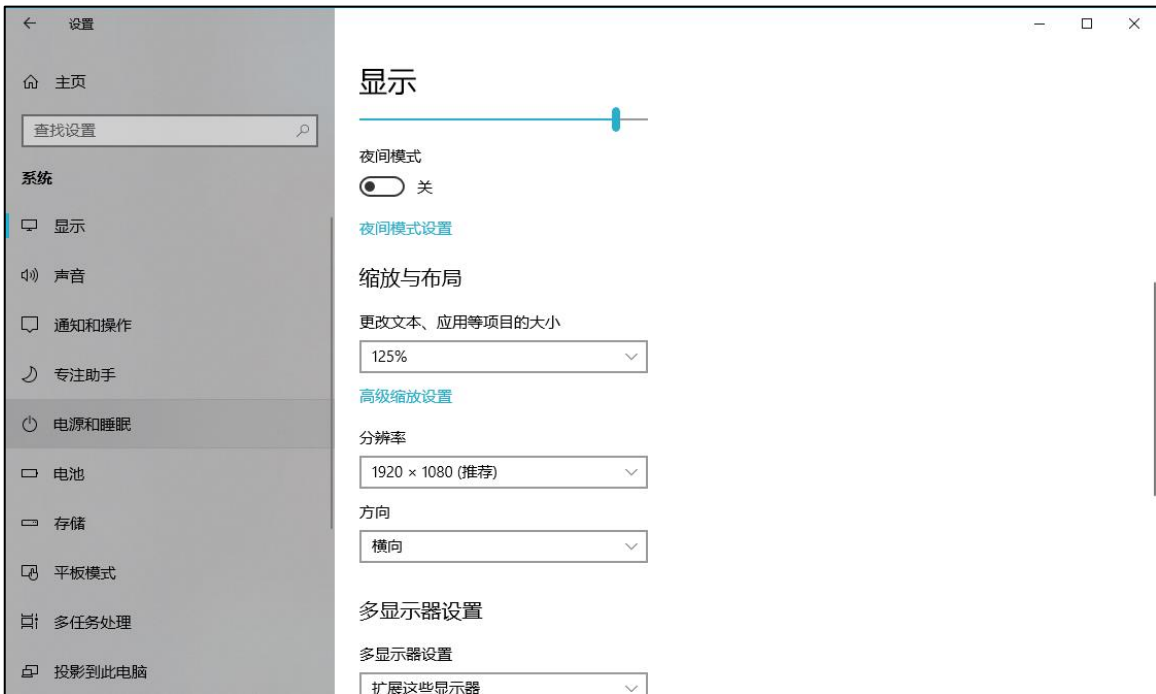 设置
主页
查找设置
系统
显示
声音
通知和操作
专注助手
电源和睡眠
电池
存储
平板模式
多任务处理
投影到此电脑
显示
夜间模式
关
夜间模式设置
缩放与布局
更改文本、应用等项目的大小
125%
高级缩放设置
分辨率
1920 × 1080 (推荐)
方向
横向
多显示器设置
多显示器设置
扩展这些显示器